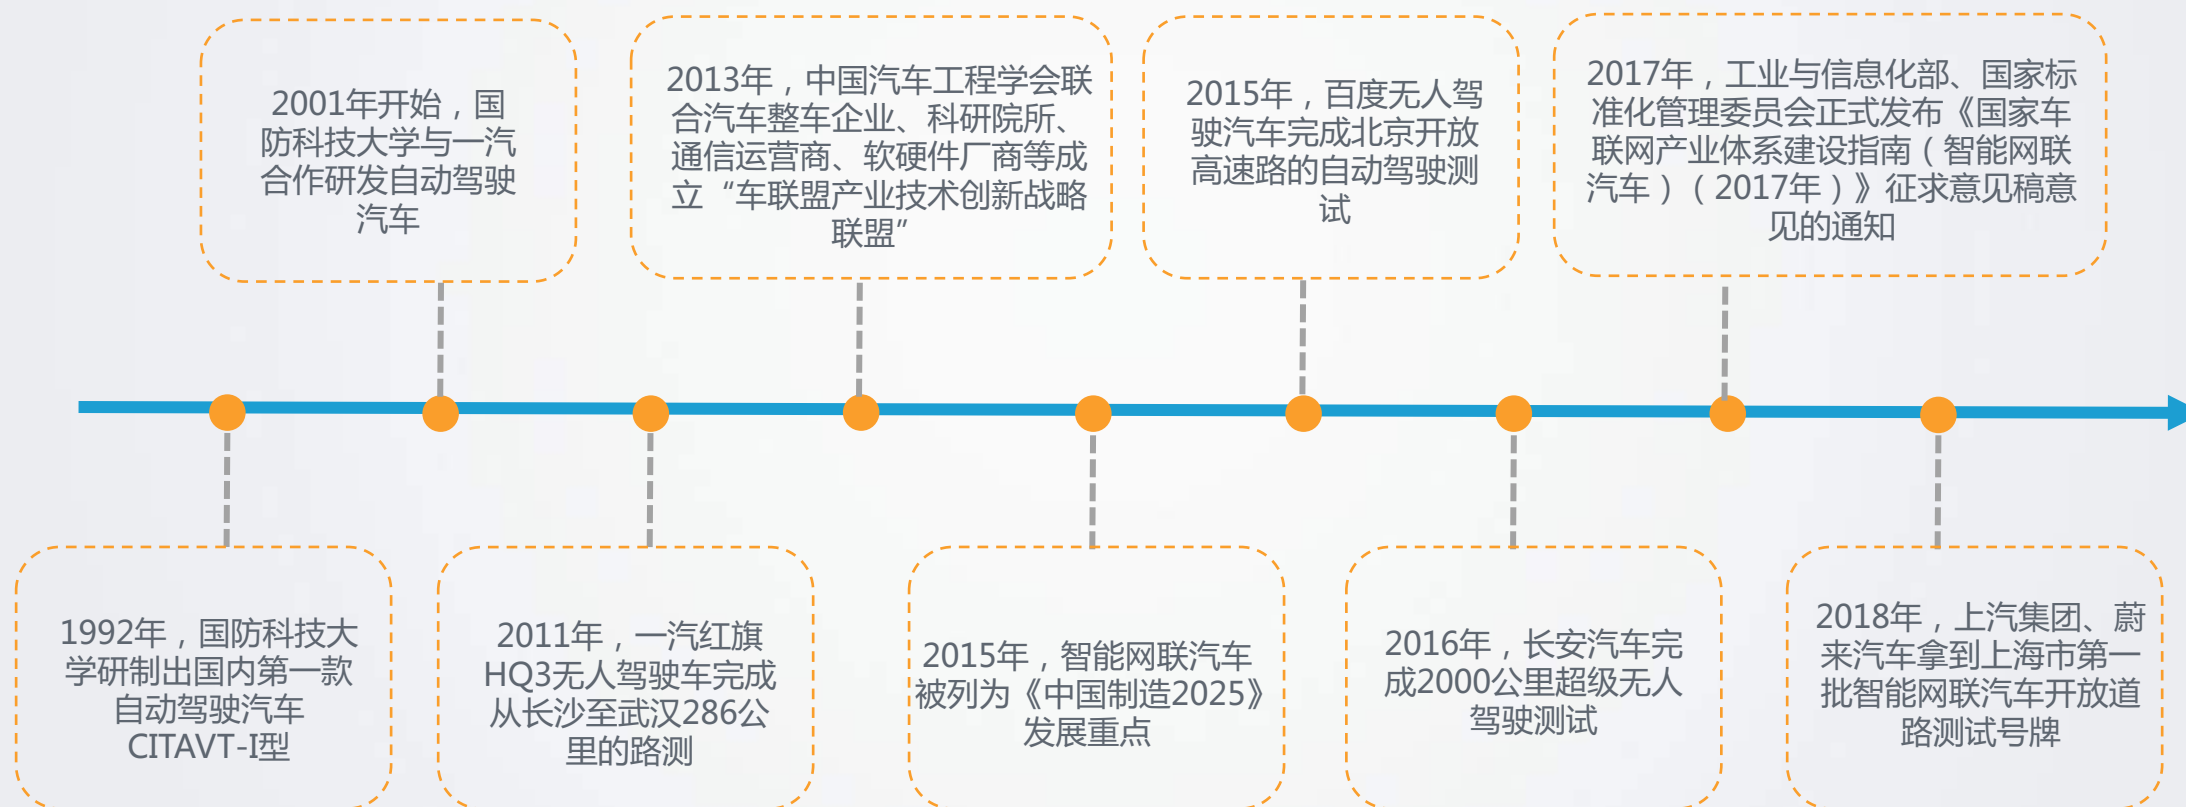 2001年开始，国
防科技大学与一汽
合作研发自动驾驶
汽车
2013年，中国汽车工程学会联
合汽车整车企业、科研院所、
通信运营商、软硬件厂商等成
立“车联盟产业技术创新战略
联盟”
2015年，百度无人驾
驶汽车完成北京开放
高速路的自动驾驶测
试
2017年，工业与信息化部、国家标
准化管理委员会正式发布《国家车
联网产业体系建设指南（智能网联
汽车）（2017年）》征求意见稿意
见的通知
1992年，国防科技大
学研制出国内第一款
自动驾驶汽车
CITAVT-I型
2011年，一汽红旗
HQ3无人驾驶车完成
从长沙至武汉286公
里的路测
2015年，智能网联汽车
被列为《中国制造2025》
发展重点
2016年，长安汽车完
成2000公里超级无人
驾驶测试
2018年，上汽集团、蔚
来汽车拿到上海市第一
批智能网联汽车开放道
路测试号牌